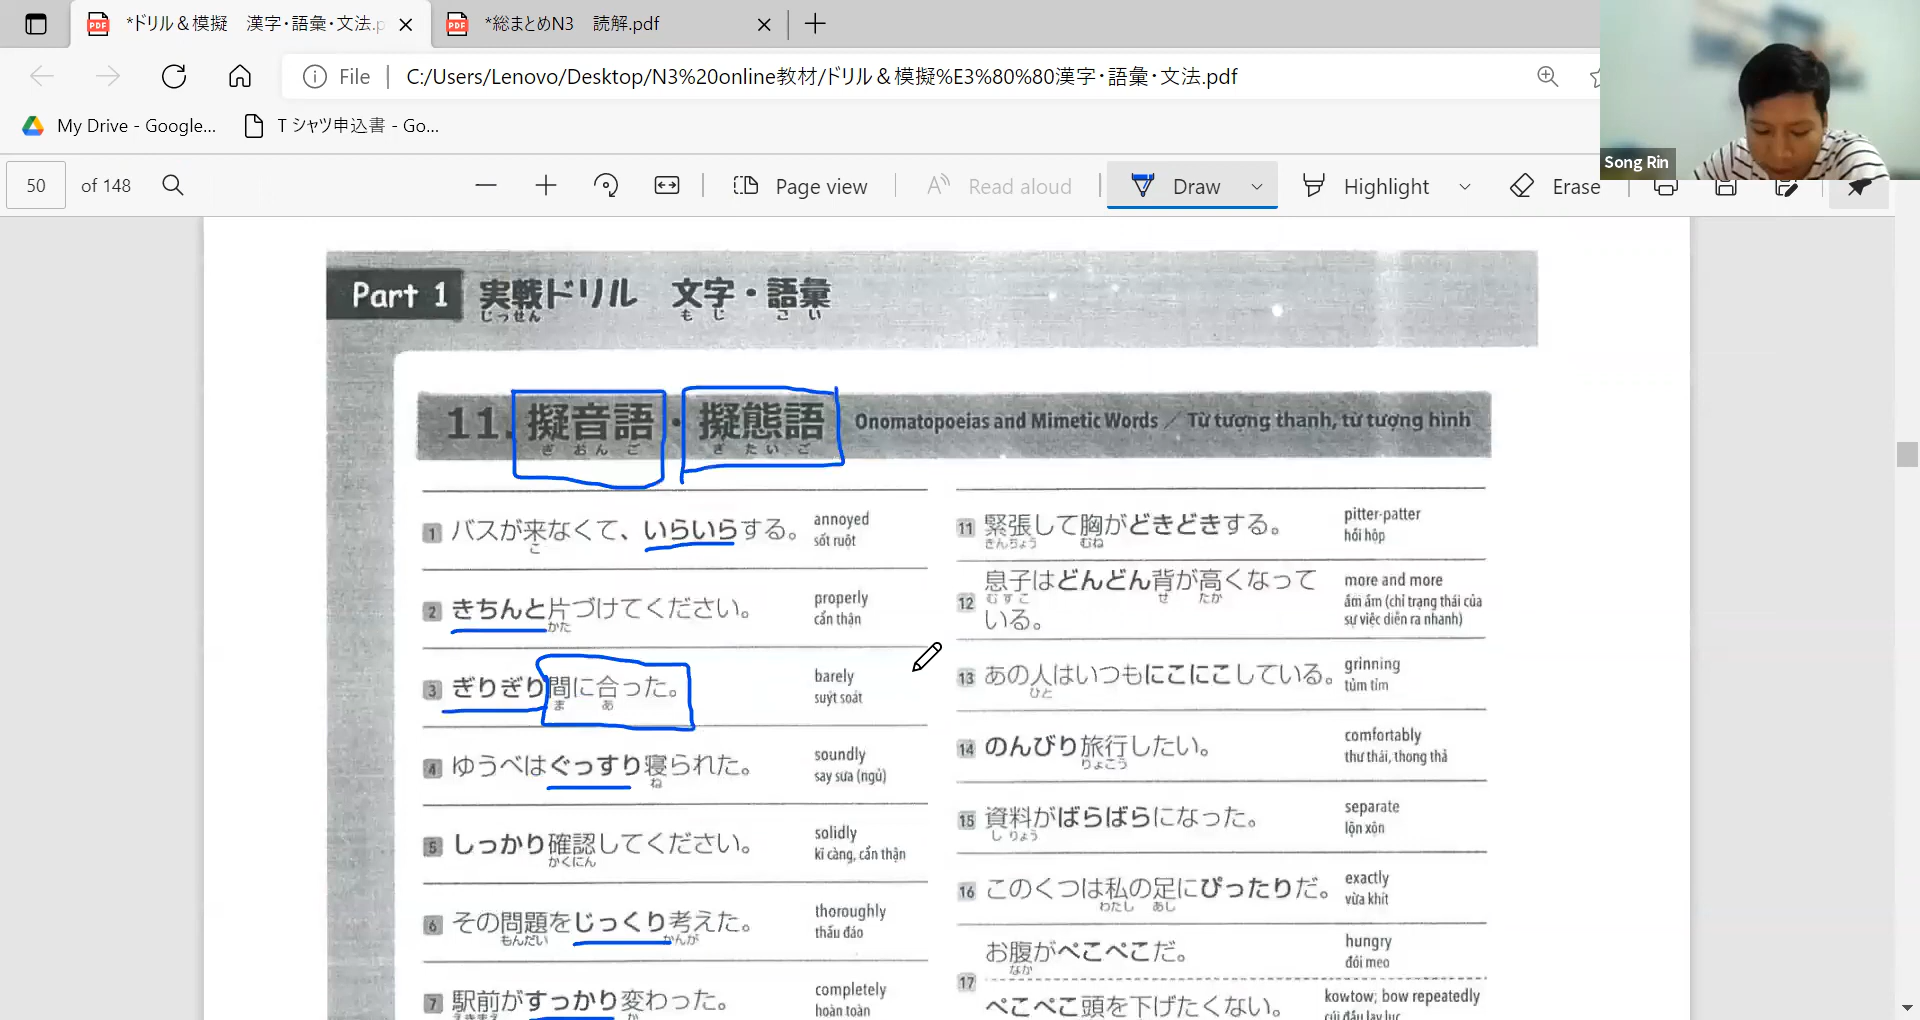 *ドリル＆模擬　漢字・語彙・文法.p
*総まとめN3　読解.pdf
File
C:/Users/Lenovo/Desktop/N3%20online教材/ドリル＆模擬%E3%80%80漢字・語彙・文法.pdf
My Drive - Google...
T シャツ申込書 - Go...
50 of 148
Page view
Read aloud
Draw
Highlight
Erase
Song Rin
Part 1 実戦ドリル　文字・語彙
じっせん　も じ　ご い
11. 擬音語・擬態語 Onomatopoeias and Mimetic Words / Từ tượng thanh, từ tượng hình
ぎ おん ご　ぎ たい ご
1 バスが来なくて、いらいらする。 annoyed
こ sốt ruột
2 きちんと片づけてください。 properly
かた cẩn thận
3 ぎりぎり間に合った。 barely
ま あ suýt soát
4 ゆうべはぐっすり寝られた。 soundly
ね say sưa (ngủ)
5 しっかり確認してください。 solidly
かくにん kĩ càng, cẩn thận
6 その問題をじっくり考えた。 thoroughly
もんだい かんが thấu đáo
7 駅前がすっかり変わった。 completely
えきまえ か hoàn toàn
11 緊張して胸がどきどきする。 pitter-patter
きんちょう むね hồi hộp
12 息子はどんどん背が高くなって more and more
むすこ せ たか ầm ầm (chỉ trạng thái của
いる。 sự việc diễn ra nhanh)
13 あの人はいつもにこにこしている。 grinning
ひと tủm tỉm
14 のんびり旅行したい。 comfortably
りょこう thư thái, thong thả
15 資料がばらばらになった。 separate
しりょう lộn xộn
16 このくつは私の足にぴったりだ。 exactly
わたし あし vừa khít
17 お腹がぺこぺこだ。 hungry
なか đói meo
ぺこぺこ頭を下げたくない。 kowtow; bow repeatedly
cúi đầu lạy lục